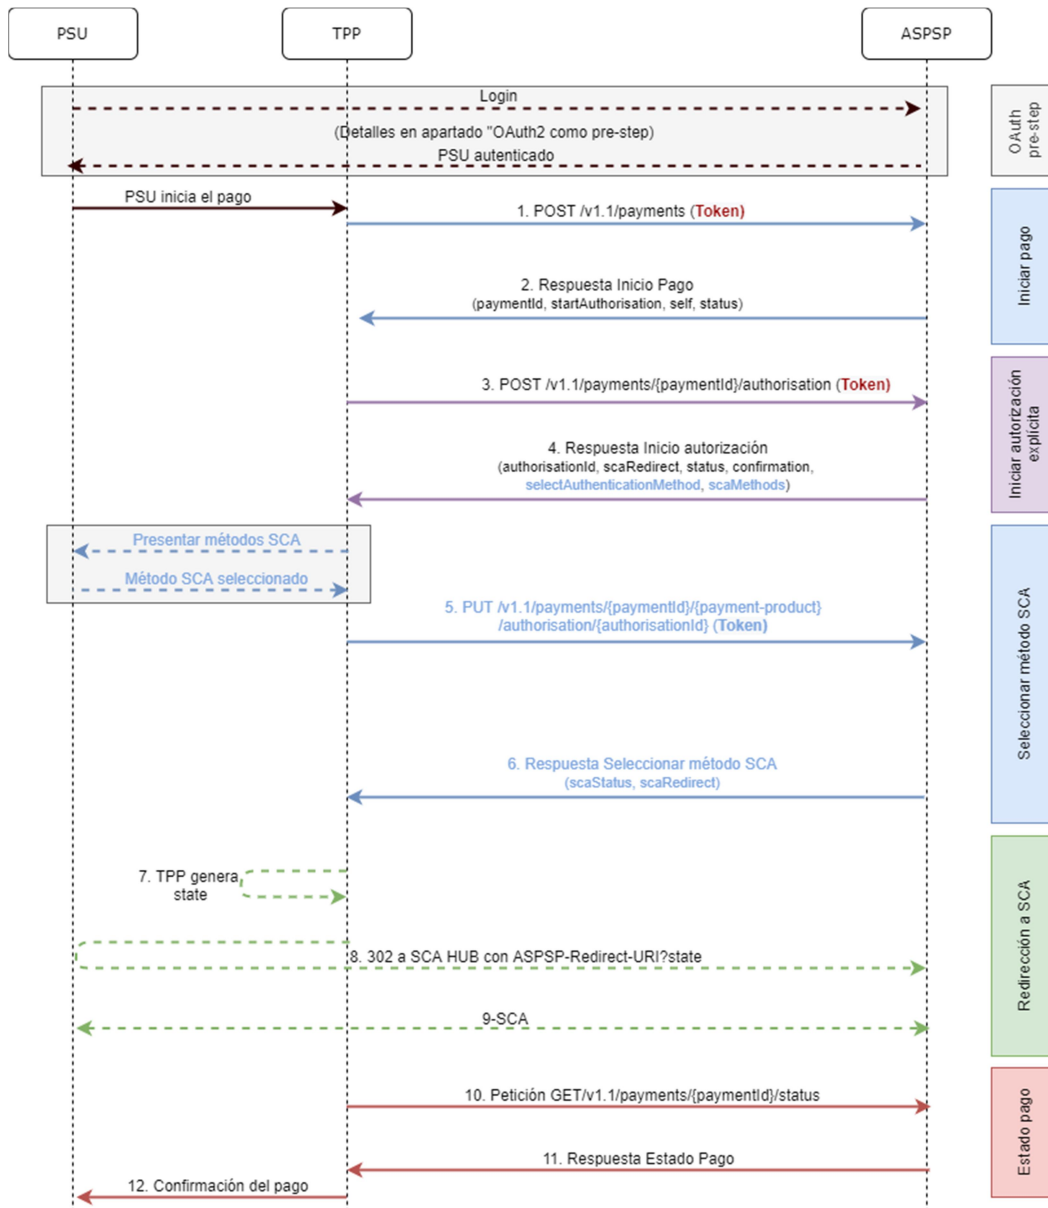 PSU
TPP
ASPSP
Login
(Detalles en apartado "OAuth2 como pre-step)
PSU autenticado
OAuth
pre-step
PSU inicia el pago
1. POST /v1.1/payments (Token)
2. Respuesta Inicio Pago
(paymentId, startAuthorisation, self, status)
Iniciar pago
3. POST /v1.1/payments/{paymentId}/authorisation (Token)
4. Respuesta Inicio autorización
(authorisationId, scaRedirect, status, confirmation,
selectAuthenticationMethod, scaMethods)
Iniciar autorización
explícita
Presentar métodos SCA
Método SCA seleccionado
5. PUT /v1.1/payments/{paymentId}/{payment-product}
/authorisation/{authorisationId} (Token)
6. Respuesta Seleccionar método SCA
(scaStatus, scaRedirect)
Seleccionar método SCA
7. TPP genera
state
8. 302 a SCA HUB con ASPSP-Redirect-URI?state
9-SCA
Redirección a SCA
10. Petición GET/v1.1/payments/{paymentId}/status
11. Respuesta Estado Pago
12. Confirmación del pago
Estado pago